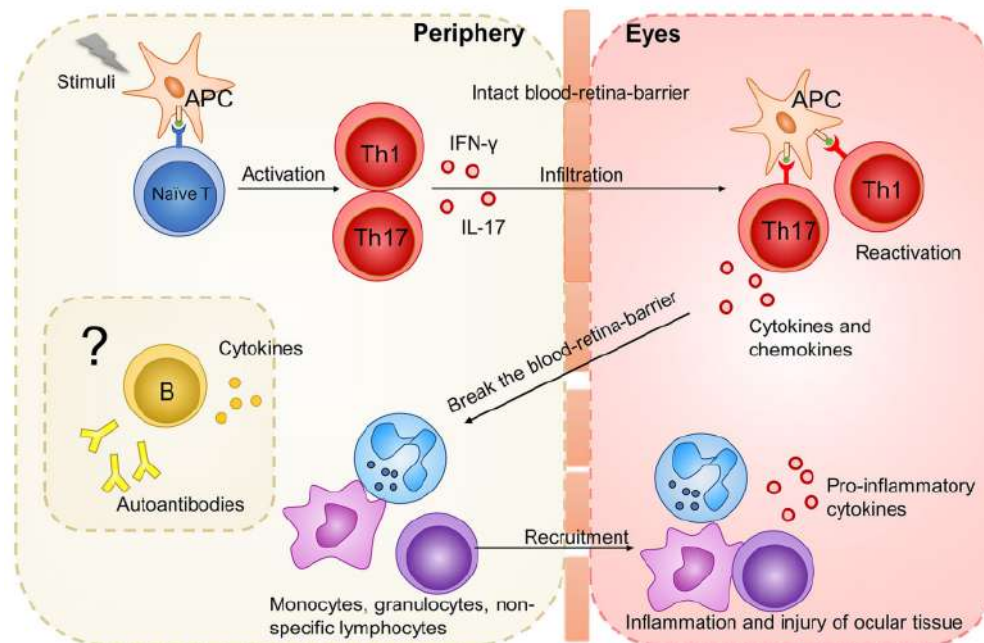 Periphery
Eyes
Stimuli
APC
Naïve T
Activation
Th1
Th17
IFN-γ
IL-17
Intact blood-retina-barrier
Infiltration
APC
Th1
Th17
Reactivation
Cytokines and
chemokines
Break the blood-retina-barrier
?
B
Cytokines
Autoantibodies
Monocytes, granulocytes, non-
specific lymphocytes
Recruitment
Pro-inflammatory
cytokines
Inflammation and injury of ocular tissue